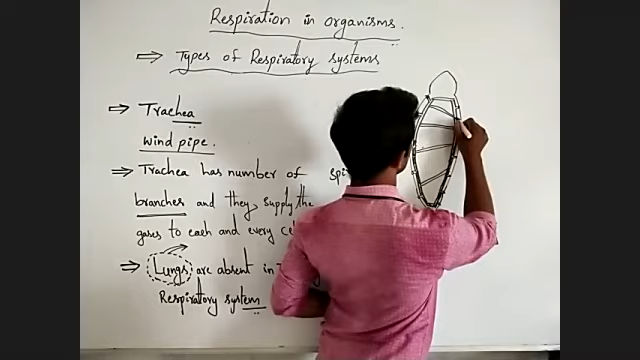 Respiration in organisms.
⇒ Types of Respiratory systems
⇒ Trachea
wind pipe.
⇒ Trachea has number of
branches and they supply the
gases to each and every
⇒ Lungs are absent in
Respiratory system